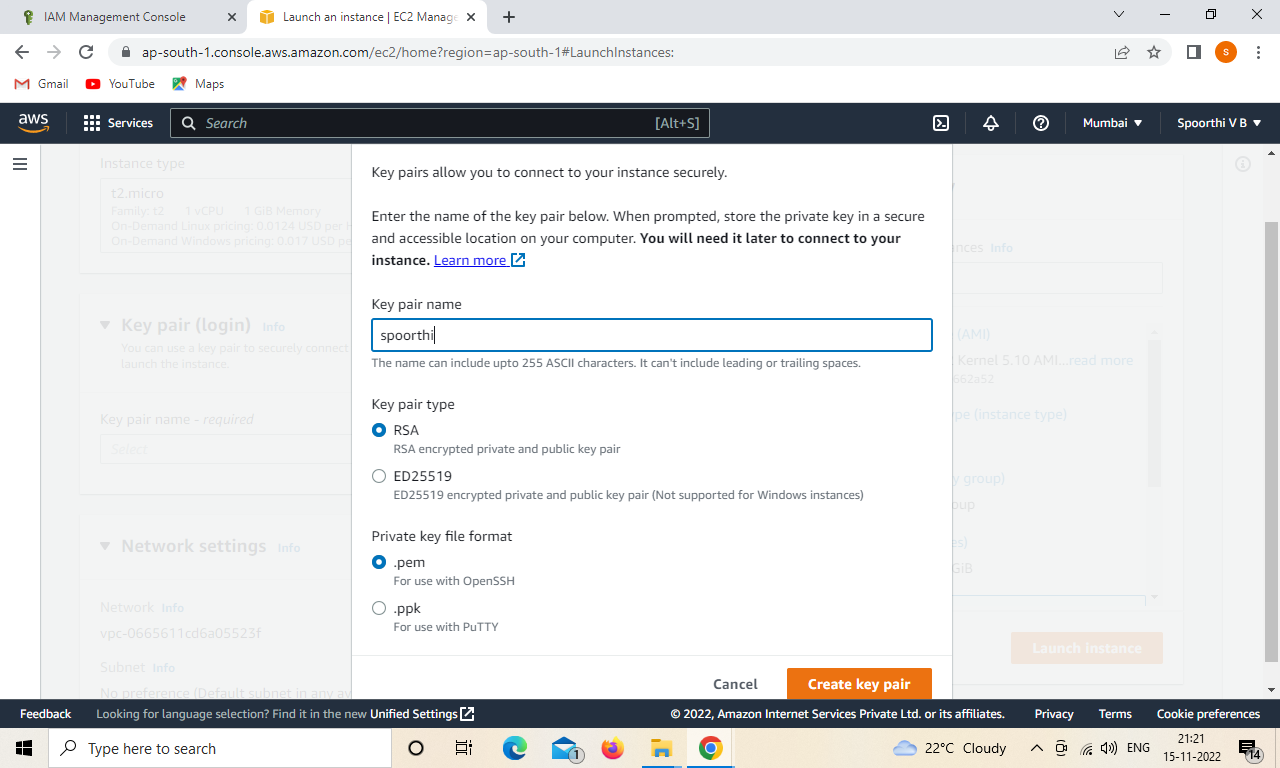 IAM Management Console
Launch an instance | EC2 Manage
ap-south-1.console.aws.amazon.com/ec2/home?region=ap-south-1#LaunchInstances:
s
Gmail
YouTube
Maps
aws
Services
Search
[Alt+S]
Mumbai
Spoorthi V B
Instance type
t2.micro
Family: t2 1 vCPU 1 GiB Memory
On-Demand Linux pricing: 0.0124 USD per H
On-Demand Windows pricing: 0.017 USD pe
Key pair (login) Info
You can use a key pair to securely connect
launch the instance.
Key pair name - required
Select
Network settings Info
Network Info
vpc-0665611cd6a05523f
Subnet Info
No preference (Default subnet in any av
Key pairs allow you to connect to your instance securely.
Enter the name of the key pair below. When prompted, store the private key in a secure
and accessible location on your computer. You will need it later to connect to your
instance. Learn more
Key pair name
spoorthi
The name can include upto 255 ASCII characters. It can't include leading or trailing spaces.
Key pair type
RSA
RSA encrypted private and public key pair
ED25519
ED25519 encrypted private and public key pair (Not supported for Windows instances)
Private key file format
.pem
For use with OpenSSH
.ppk
For use with PuTTY
Cancel
Create key pair
nces Info
(AMI)
Kernel 5.10 AMI...read more
662a52
pe (instance type)
y group)
oup
es)
GiB
Launch instance
Feedback
Looking for language selection? Find it in the new Unified Settings
© 2022, Amazon Internet Services Private Ltd. or its affiliates.
Privacy
Terms
Cookie preferences
Type here to search
1
22°C Cloudy
ENG
21:21
15-11-2022
14